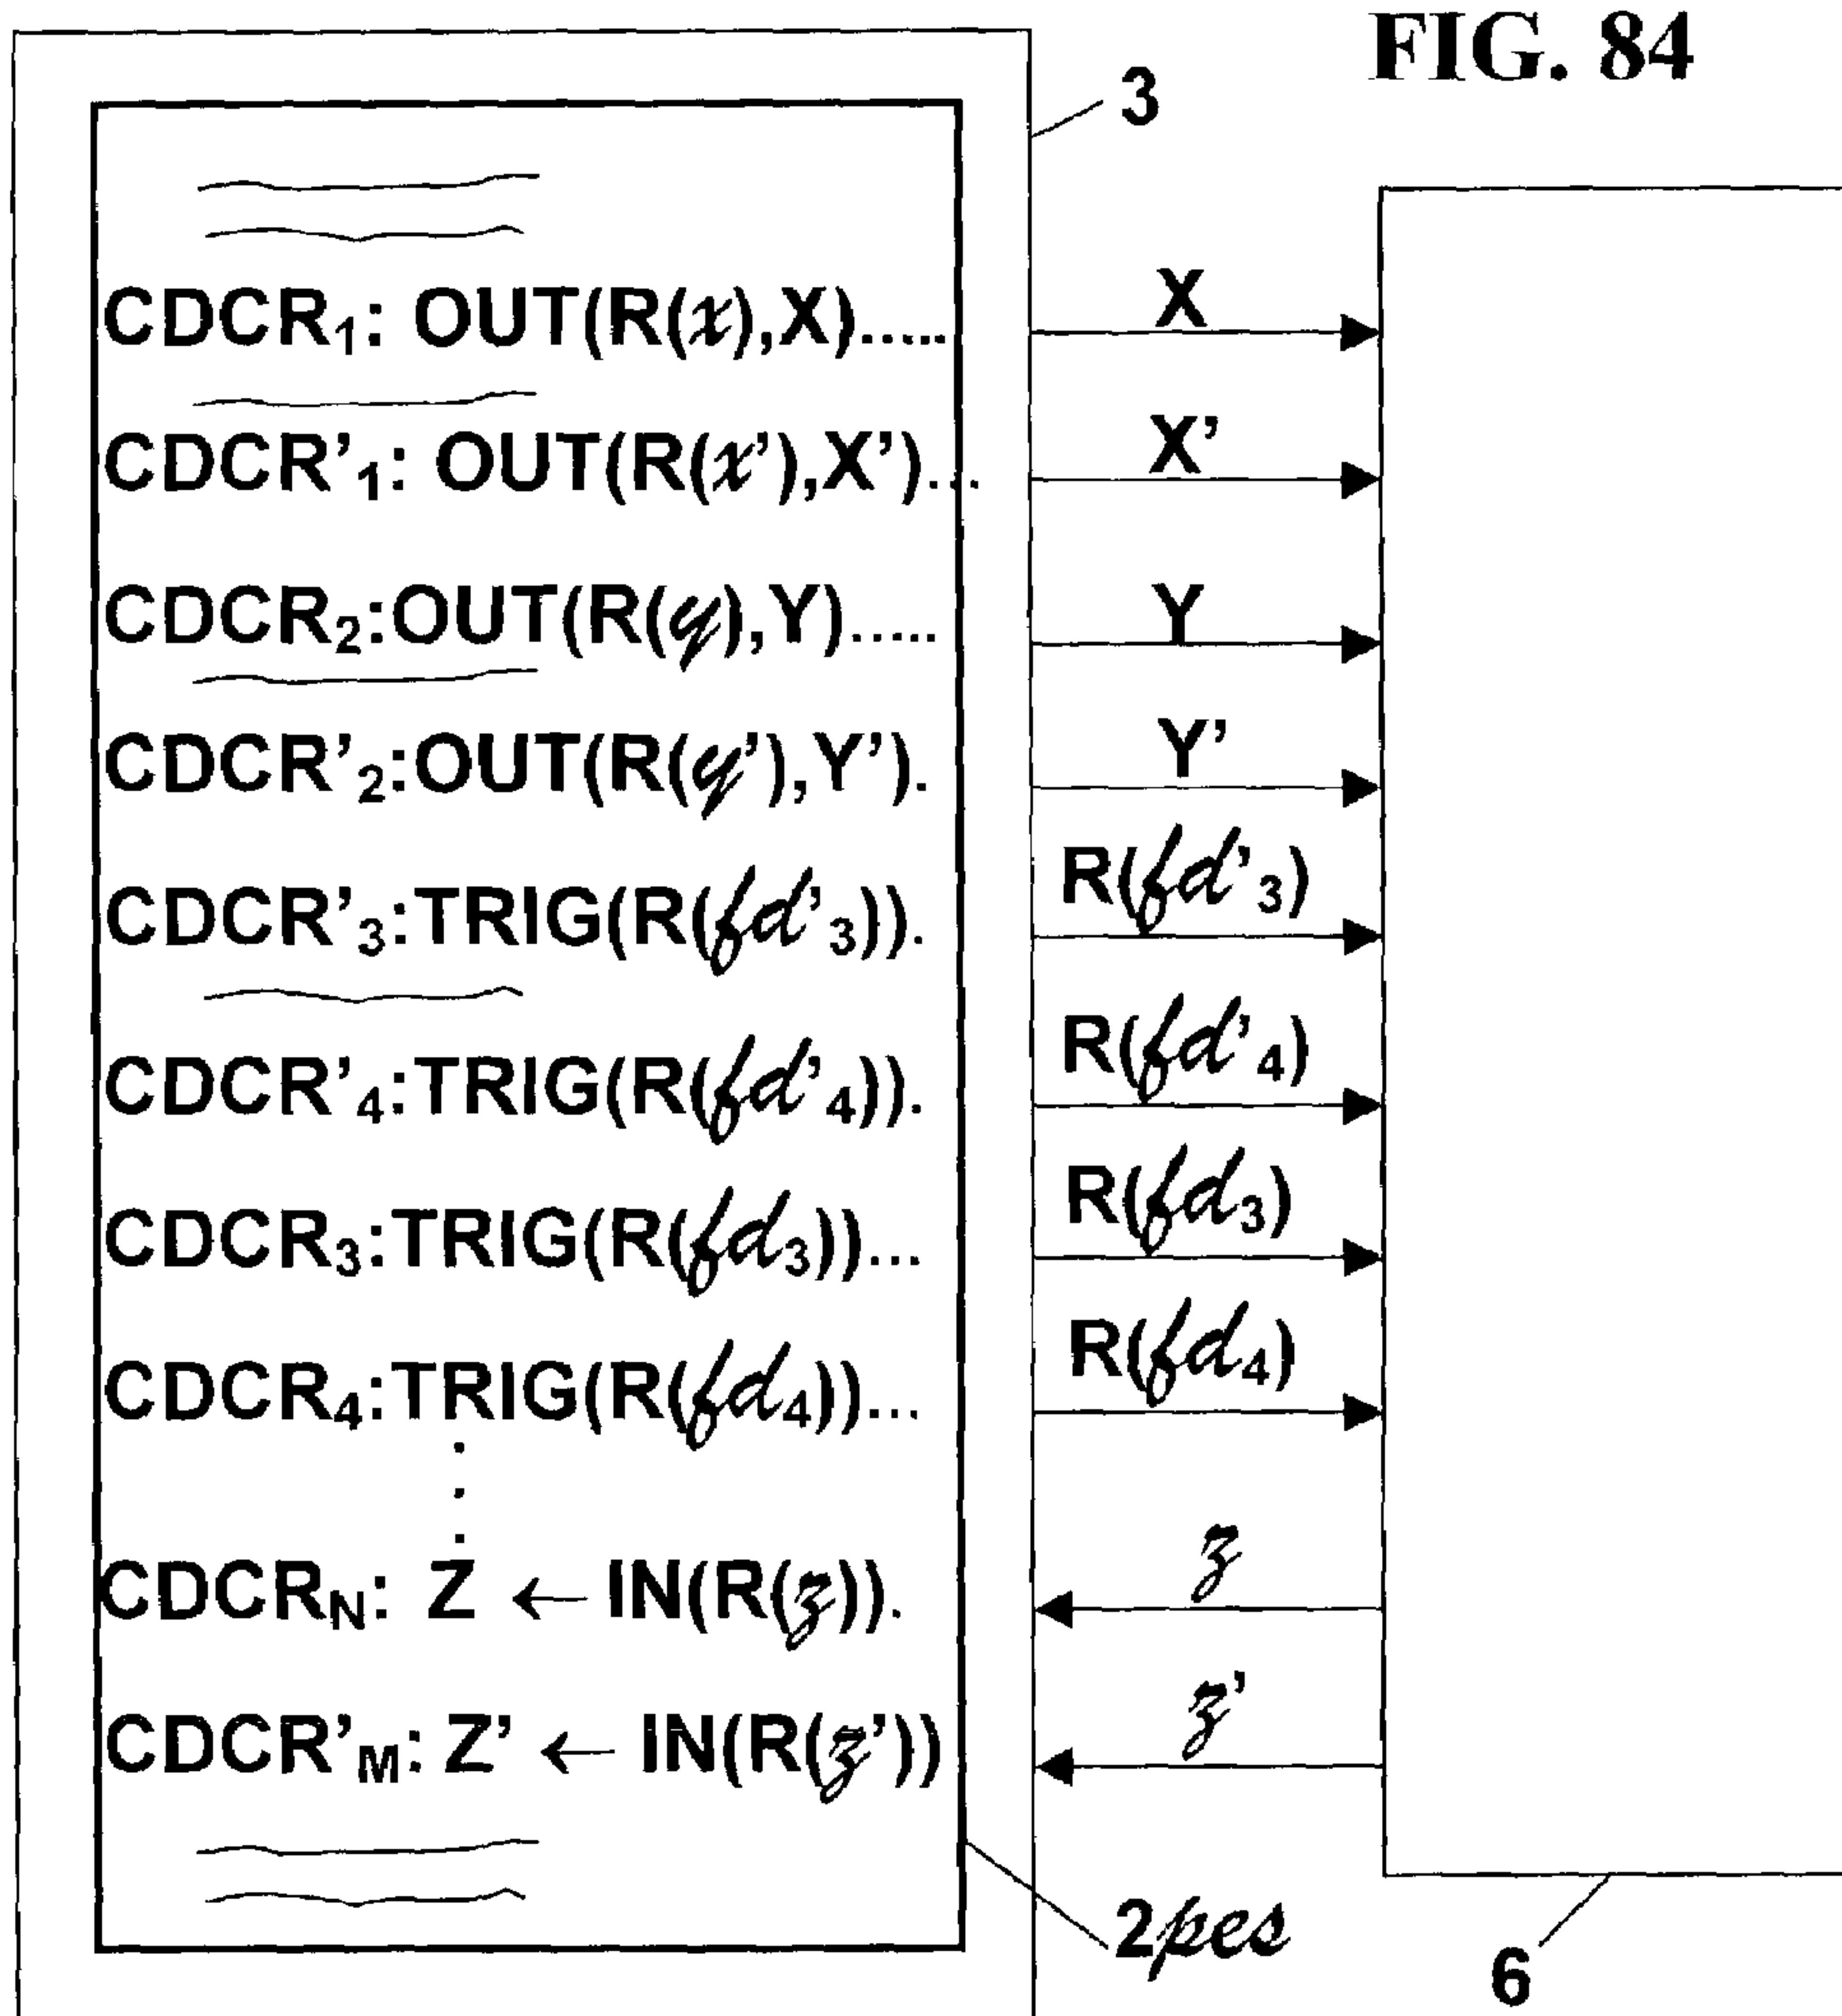 FIG. 84
3
CDCR₁: OUT(R(x),X).....
X
CDCR'₁: OUT(R(x'),X')...
X'
CDCR₂:OUT(R(y),Y).....
Y
CDCR'₂:OUT(R(y'),Y').
Y'
CDCR'₃:TRIG(R(fd'₃)).
R(fd'₃)
CDCR'₄:TRIG(R(fd'₄)).
R(fd'₄)
CDCR₃:TRIG(R(fd₃))...
R(fd₃)
CDCR₄:TRIG(R(fd₄))...
R(fd₄)
CDCR_N: Z ← IN(R(z)).
z
CDCR'_M: Z' ← IN(R(z'))
z'
2pes
6